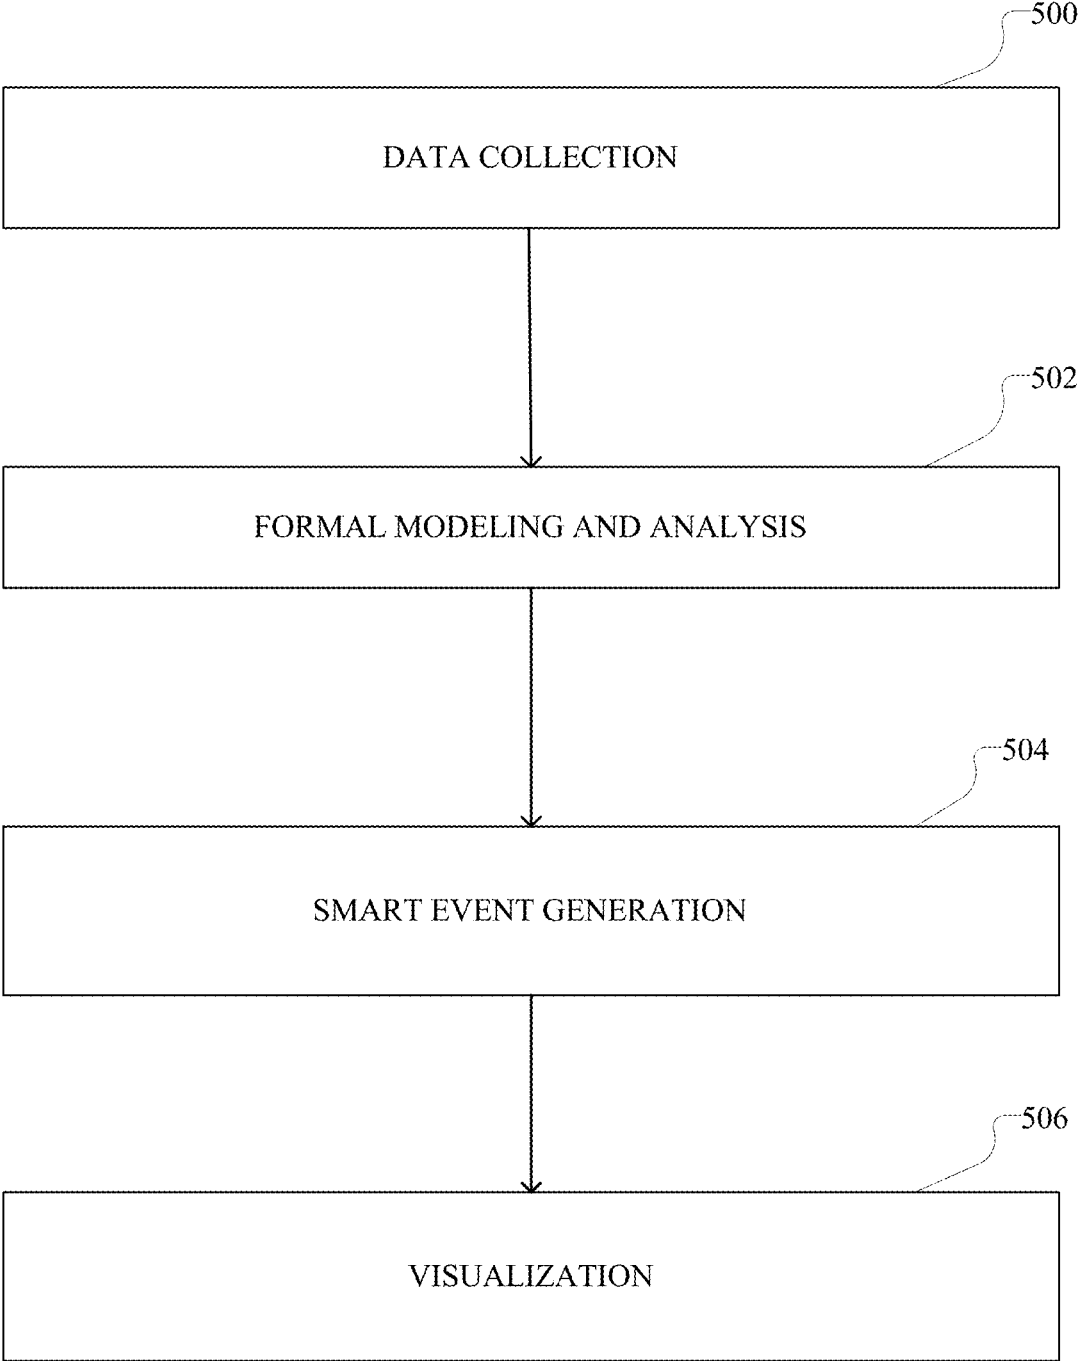 500
DATA COLLECTION
502
FORMAL MODELING AND ANALYSIS
504
SMART EVENT GENERATION
506
VISUALIZATION